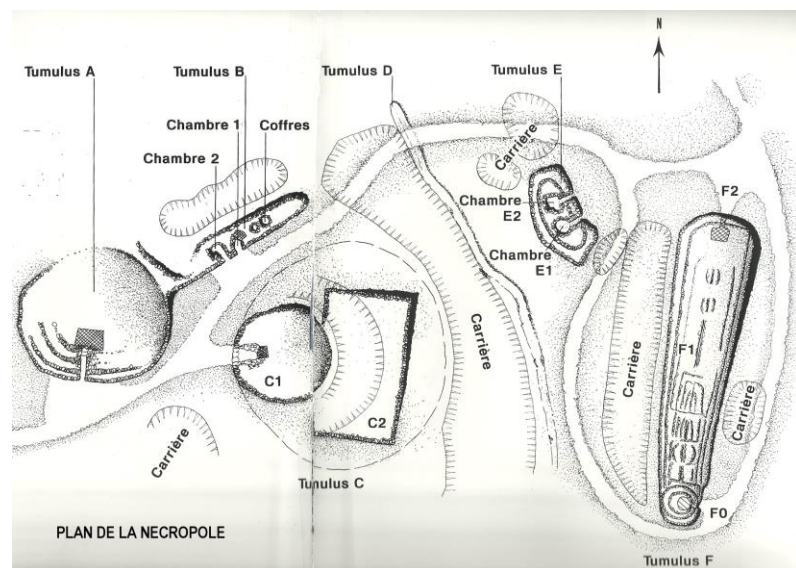 N
Tumulus A
Tumulus B
Tumulus D
Tumulus E
Chambre 1
Coffres
Chambre 2
Carrière
Chambre
E2
F2
Chambre
E1
F1
Carrière
Carrière
Carrière
C1
C2
Carrière
Tumulus C
F0
PLAN DE LA NECROPOLE
Tumulus F